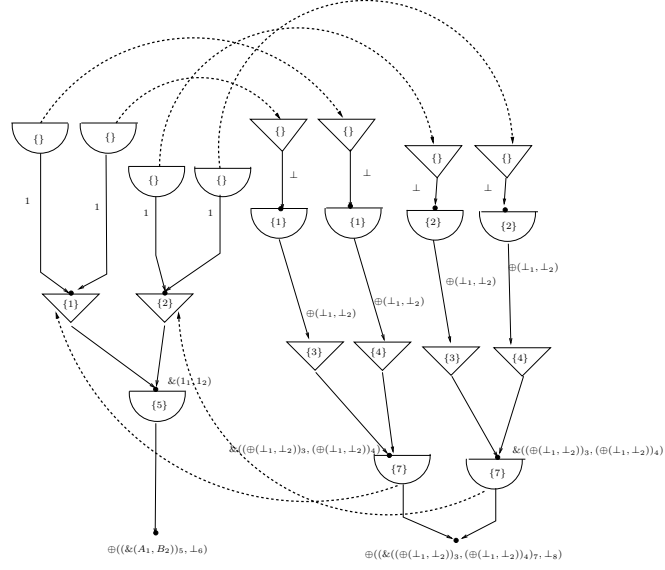 {} {} {} {}
{} {} {} {}
⊥ ⊥ ⊥ ⊥
1 1 1 1
{1} {1} {2} {2}
⊕(⊥₁, ⊥₂) ⊕(⊥₁, ⊥₂)
{1} {2}
⊕(⊥₁, ⊥₂) ⊕(⊥₁, ⊥₂)
{3} {4} {3} {4}
&(1₁, 1₂)
{5}
&((⊕(⊥₁, ⊥₂))₃, (⊕(⊥₁, ⊥₂))₄) &((⊕(⊥₁, ⊥₂))₃, (⊕(⊥₁, ⊥₂))₄)
{7} {7}
⊕((&(A₁, B₂))₅, ⊥₆)
⊕((&((⊕(⊥₁, ⊥₂))₃, (⊕(⊥₁, ⊥₂))₄)₇, ⊥₈)